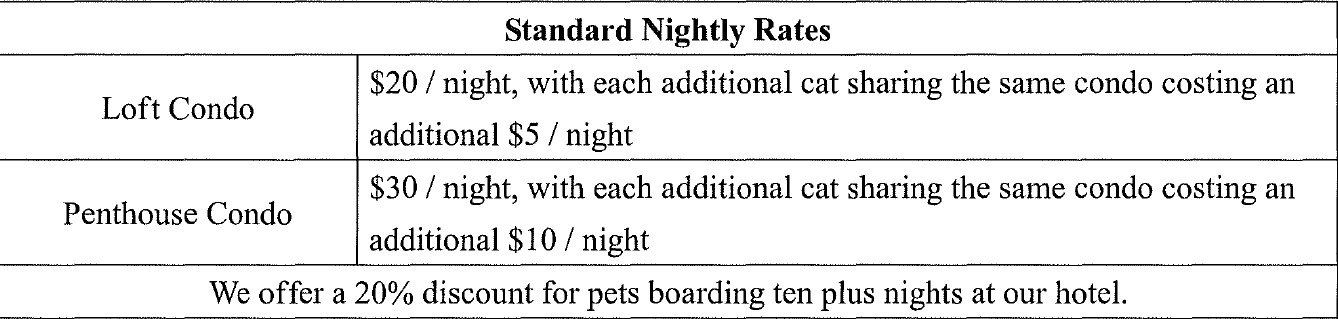 Standard Nightly Rates
Loft Condo
$20 / night, with each additional cat sharing the same condo costing an
additional $5 / night
Penthouse Condo
$30 / night, with each additional cat sharing the same condo costing an
additional $10 / night
We offer a 20% discount for pets boarding ten plus nights at our hotel.